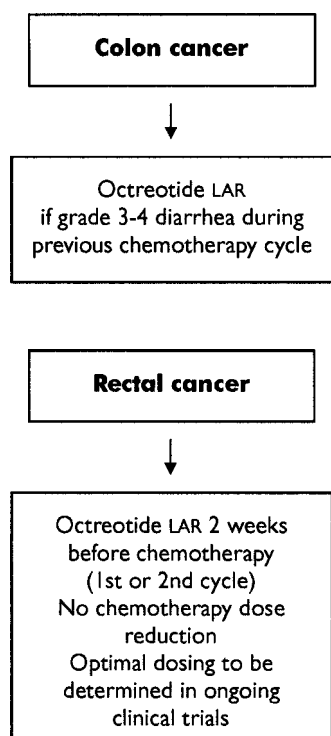 Colon cancer
Octreotide LAR
if grade 3-4 diarrhea during
previous chemotherapy cycle
Rectal cancer
Octreotide LAR 2 weeks
before chemotherapy
(1st or 2nd cycle)
No chemotherapy dose
reduction
Optimal dosing to be
determined in ongoing
clinical trials